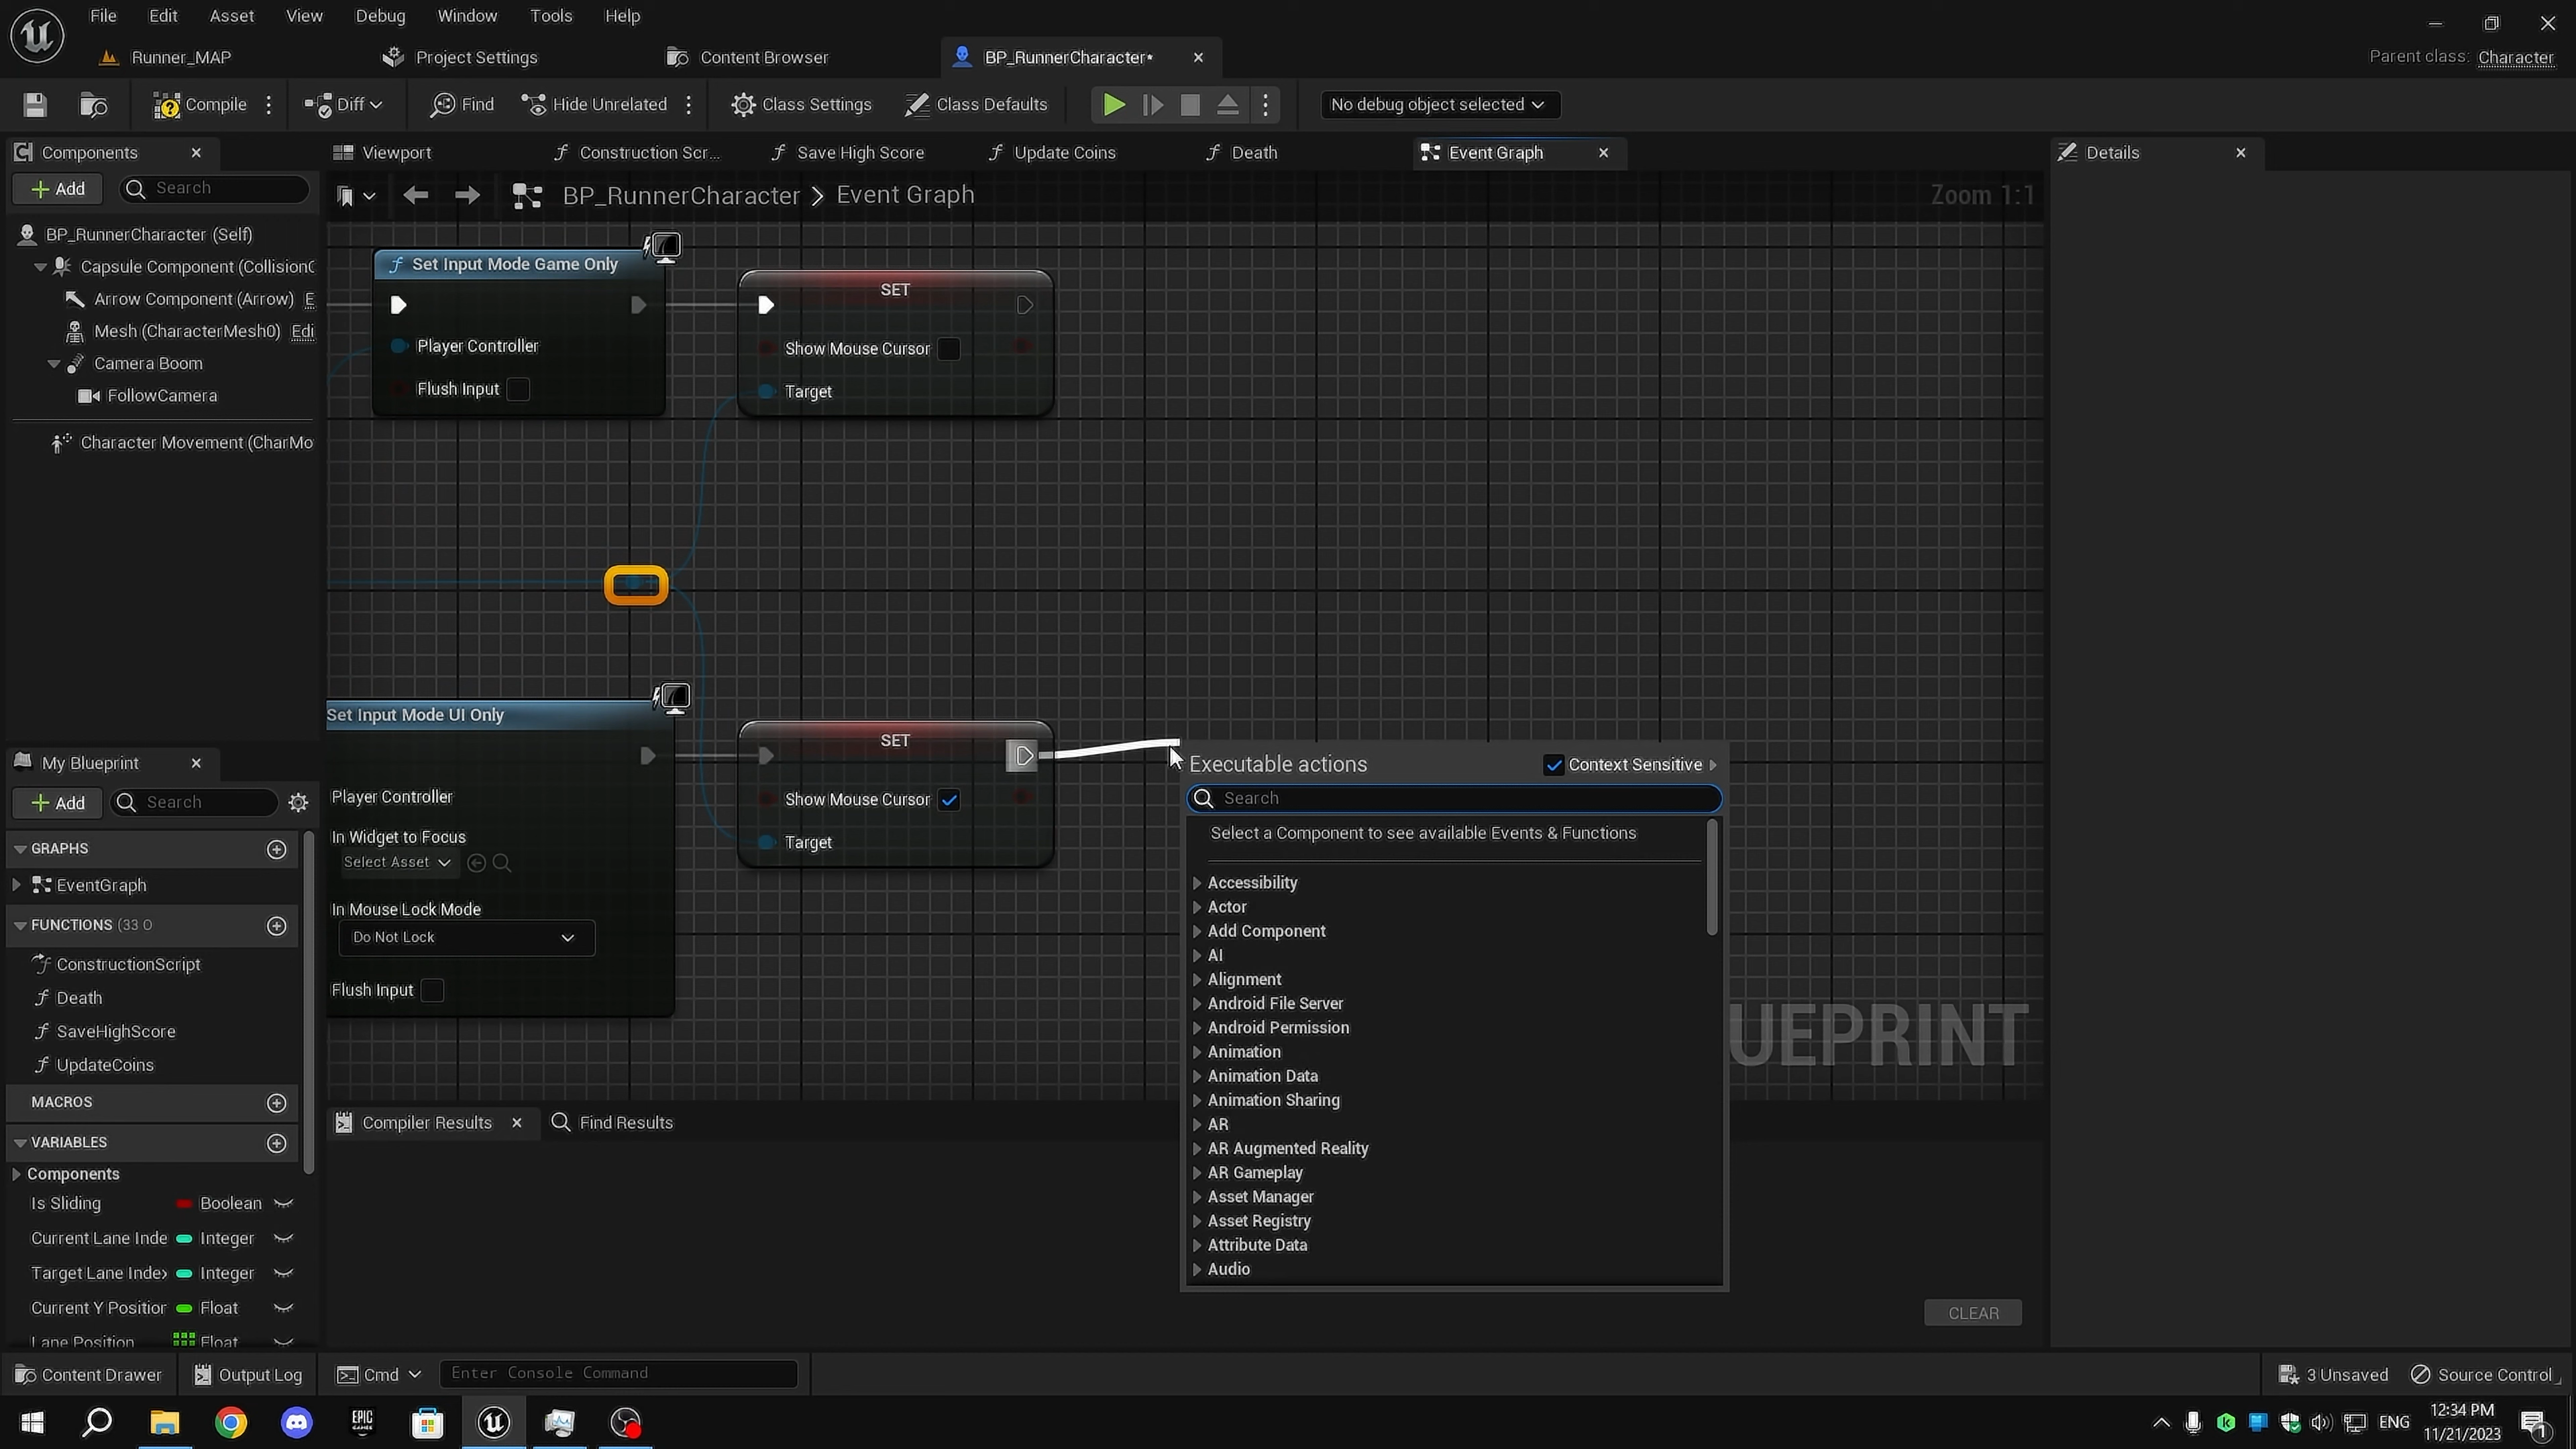 File Edit Asset View Debug Window Tools Help
Runner_MAP Project Settings Content Browser BP_RunnerCharacter*
Parent class: Character
Compile Diff Find Hide Unrelated Class Settings Class Defaults No debug object selected
Components
Add Search
BP_RunnerCharacter (Self)
Capsule Component (CollisionC
Arrow Component (Arrow) E
Mesh (CharacterMesh0) Edi
Camera Boom
FollowCamera
Character Movement (CharMo
Viewport Construction Scr... Save High Score Update Coins Death Event Graph
BP_RunnerCharacter > Event Graph
Zoom 1:1
Set Input Mode Game Only
Player Controller
Flush Input
SET
Show Mouse Cursor
Target
Set Input Mode UI Only
Player Controller
In Widget to Focus
Select Asset
In Mouse Lock Mode
Do Not Lock
Flush Input
SET
Show Mouse Cursor
Target
Executable actions Context Sensitive
Search
Select a Component to see available Events & Functions
Accessibility
Actor
Add Component
AI
Alignment
Android File Server
Android Permission
Animation
Animation Data
Animation Sharing
AR
AR Augmented Reality
AR Gameplay
Asset Manager
Asset Registry
Attribute Data
Audio
UEPRINT
Details
My Blueprint
Add Search
GRAPHS
EventGraph
FUNCTIONS (33 O
ConstructionScript
Death
SaveHighScore
UpdateCoins
MACROS
VARIABLES
Components
Is Sliding Boolean
Current Lane Inde Integer
Target Lane Index Integer
Current Y Position Float
Lane Position Float
Compiler Results Find Results
CLEAR
Content Drawer Output Log Cmd Enter Console Command
3 Unsaved Source Control
EPIC
GAMES
ENG
12:34 PM
11/21/2023
1